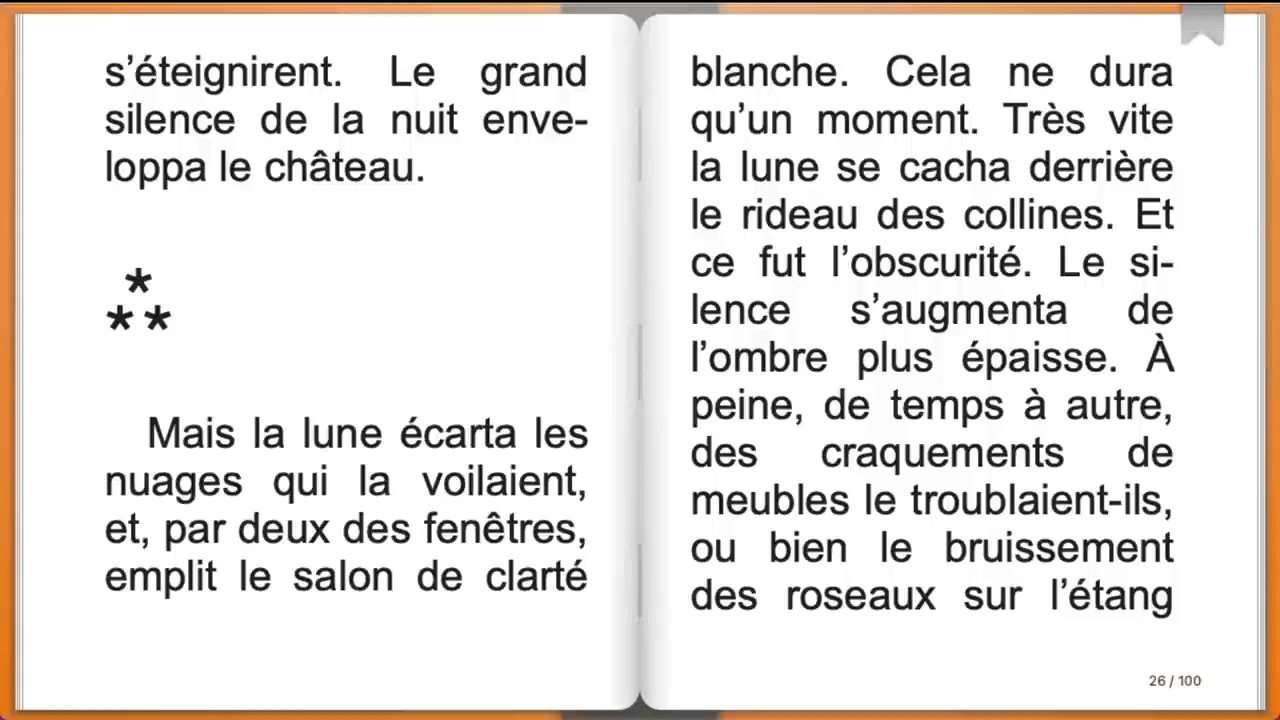 s’éteignirent. Le grand
silence de la nuit enve-
loppa le château.
*
**
Mais la lune écarta les
nuages qui la voilaient,
et, par deux des fenêtres,
emplit le salon de clarté
blanche. Cela ne dura
qu’un moment. Très vite
la lune se cacha derrière
le rideau des collines. Et
ce fut l’obscurité. Le si-
lence s’augmenta de
l’ombre plus épaisse. À
peine, de temps à autre,
des craquements de
meubles le troublaient-ils,
ou bien le bruissement
des roseaux sur l’étang
26 / 100